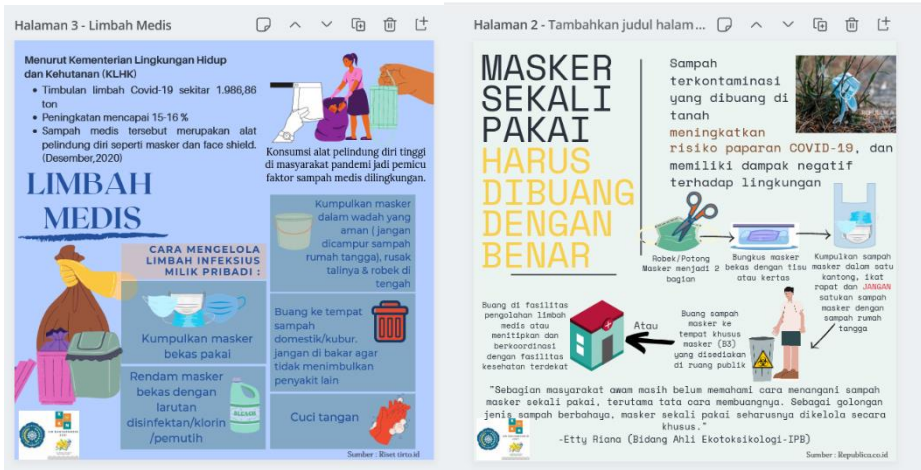 Halaman 3 - Limbah Medis
Menurut Kementerian Lingkungan Hidup
dan Kehutanan (KLHK)
• Timbulan limbah Covid-19 sekitar 1.986,86
ton
• Peningkatan mencapai 15-16 %
• Sampah medis tersebut merupakan alat
pelindung diri seperti masker dan face shield.
(Desember,2020)
Konsumsi alat pelindung diri tinggi
di masyarakat pandemi jadi pemicu
faktor sampah medis dilingkungan.
LIMBAH
MEDIS
CARA MENGELOLA
LIMBAH INFEKSIUS
MILIK PRIBADI :
Kumpulkan masker
bekas pakai
Rendam masker
bekas dengan
larutan
disinfektan/klorin
/pemutih
Kumpulkan masker
dalam wadah yang
aman ( jangan
dicampur sampah
rumah tangga), rusak
talinya & robek di
tengah
Buang ke tempat
sampah
domestik/kubur.
jangan di bakar agar
tidak menimbulkan
penyakit lain
Cuci tangan
Sumber : Riset tirto.id
Halaman 2 - Tambahkan judul halam...
MASKER
SEKALI
PAKAI
HARUS
DIBUANG
DENGAN
BENAR
Sampah
terkontaminasi
yang dibuang di
tanah
meningkatkan
risiko paparan COVID-19, dan
memiliki dampak negatif
terhadap lingkungan
Robek/Potong
Masker menjadi 2
bagian
Bungkus masker
bekas dengan tisu
atau kertas
Kumpulkan sampah
masker dalam satu
kantong, ikat
rapat dan JANGAN
satukan sampah
masker dengan
sampah rumah
tangga
Buang sampah
masker ke
tempat khusus
masker (B3)
yang disediakan
di ruang publik
Atau
Buang di fasilitas
pengolahan limbah
medis atau
menitipkan dan
berkoordinasi
dengan fasilitas
kesehatan terdekat
"Sebagian masyarakat awam masih belum memahami cara menangani sampah
masker sekali pakai, terutama tata cara membuangnya. Sebagai golongan
jenis sampah berbahaya, masker sekali pakai seharusnya dikelola secara
khusus."
-Etty Riana (Bidang Ahli Ekotoksikologi-IPB)
Sumber : Republica.co.id